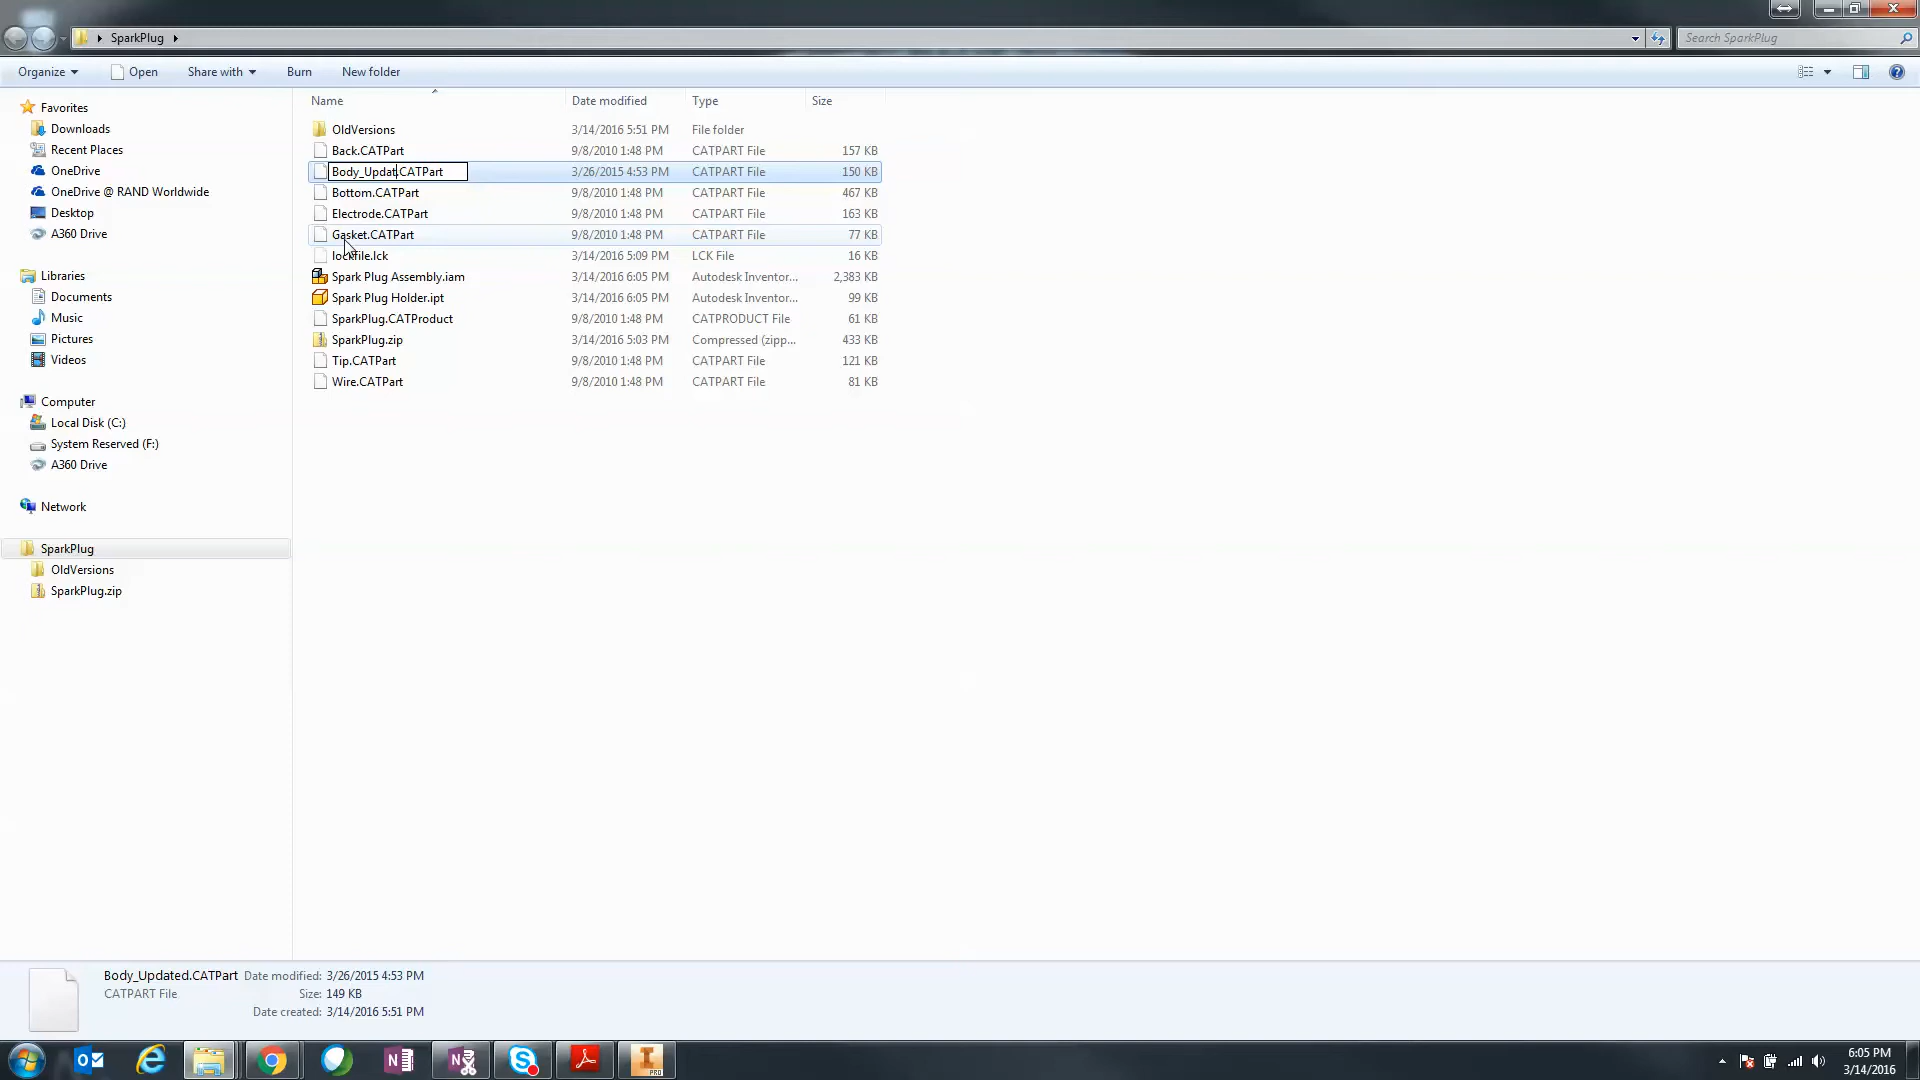 SparkPlug
Search SparkPlug
Organize Open Share with Burn New folder
Name Date modified Type Size
Favorites
Downloads
Recent Places
OneDrive
OneDrive @ RAND Worldwide
Desktop
A360 Drive
Libraries
Documents
Music
Pictures
Videos
Computer
Local Disk (C:)
System Reserved (F:)
A360 Drive
Network
SparkPlug
OldVersions
SparkPlug.zip
OldVersions 3/14/2016 5:51 PM File folder
Back.CATPart 9/8/2010 1:48 PM CATPART File 157 KB
Body_Updat.CATPart 3/26/2015 4:53 PM CATPART File 150 KB
Bottom.CATPart 9/8/2010 1:48 PM CATPART File 467 KB
Electrode.CATPart 9/8/2010 1:48 PM CATPART File 163 KB
Gasket.CATPart 9/8/2010 1:48 PM CATPART File 77 KB
lockfile.lck 3/14/2016 5:09 PM LCK File 16 KB
Spark Plug Assembly.iam 3/14/2016 6:05 PM Autodesk Inventor... 2,383 KB
Spark Plug Holder.ipt 3/14/2016 6:05 PM Autodesk Inventor... 99 KB
SparkPlug.CATProduct 9/8/2010 1:48 PM CATPRODUCT File 61 KB
SparkPlug.zip 3/14/2016 5:03 PM Compressed (zipp... 433 KB
Tip.CATPart 9/8/2010 1:48 PM CATPART File 121 KB
Wire.CATPart 9/8/2010 1:48 PM CATPART File 81 KB
Body_Updated.CATPart Date modified: 3/26/2015 4:53 PM
CATPART File Size: 149 KB
Date created: 3/14/2016 5:51 PM
6:05 PM
3/14/2016